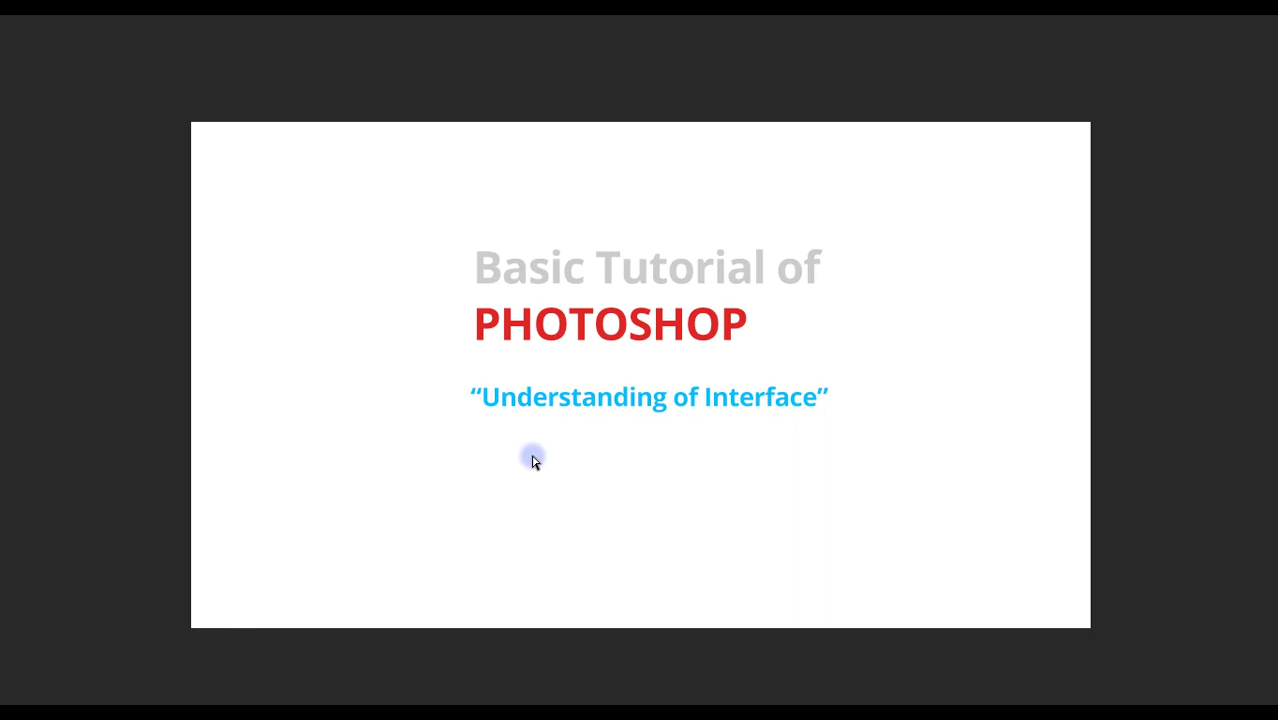 Basic Tutorial of
PHOTOSHOP
“Understanding of Interface”